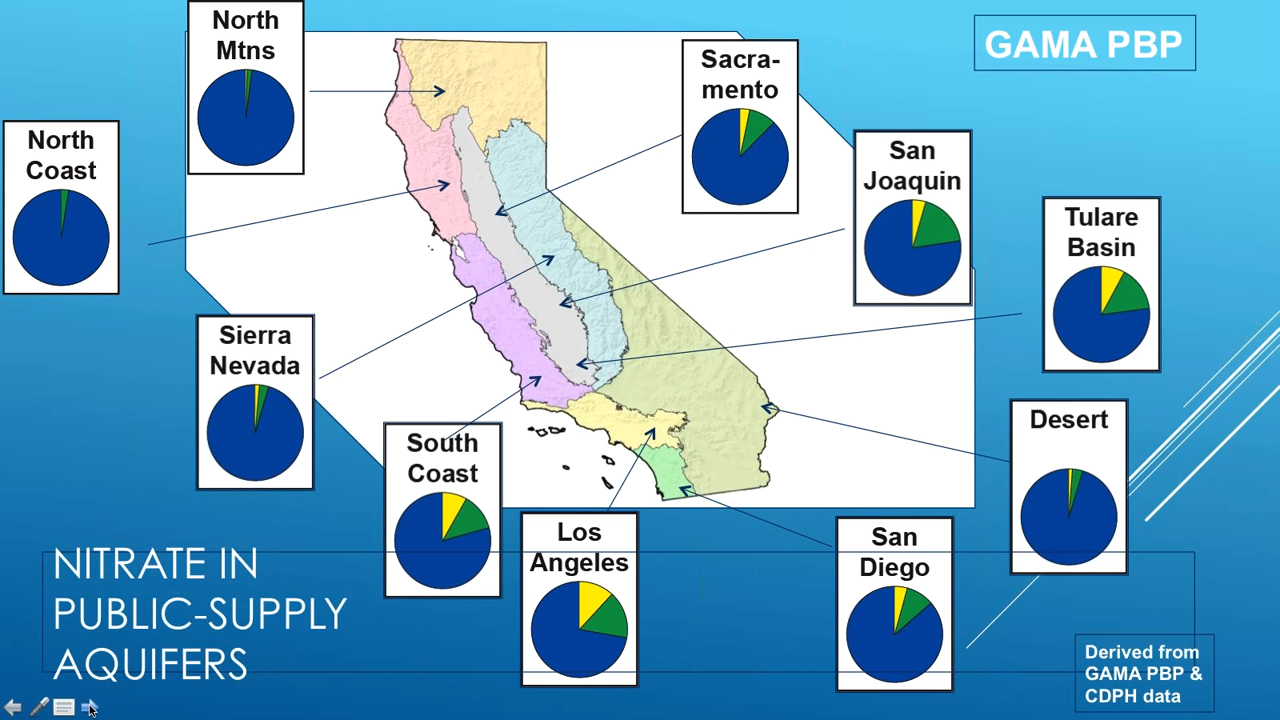 North
Mtns
GAMA PBP
Sacra-
mento
North
Coast
San
Joaquin
Tulare
Basin
Sierra
Nevada
Desert
South
Coast
Los
Angeles
San
Diego
NITRATE IN
PUBLIC-SUPPLY
AQUIFERS
Derived from
GAMA PBP &
CDPH data